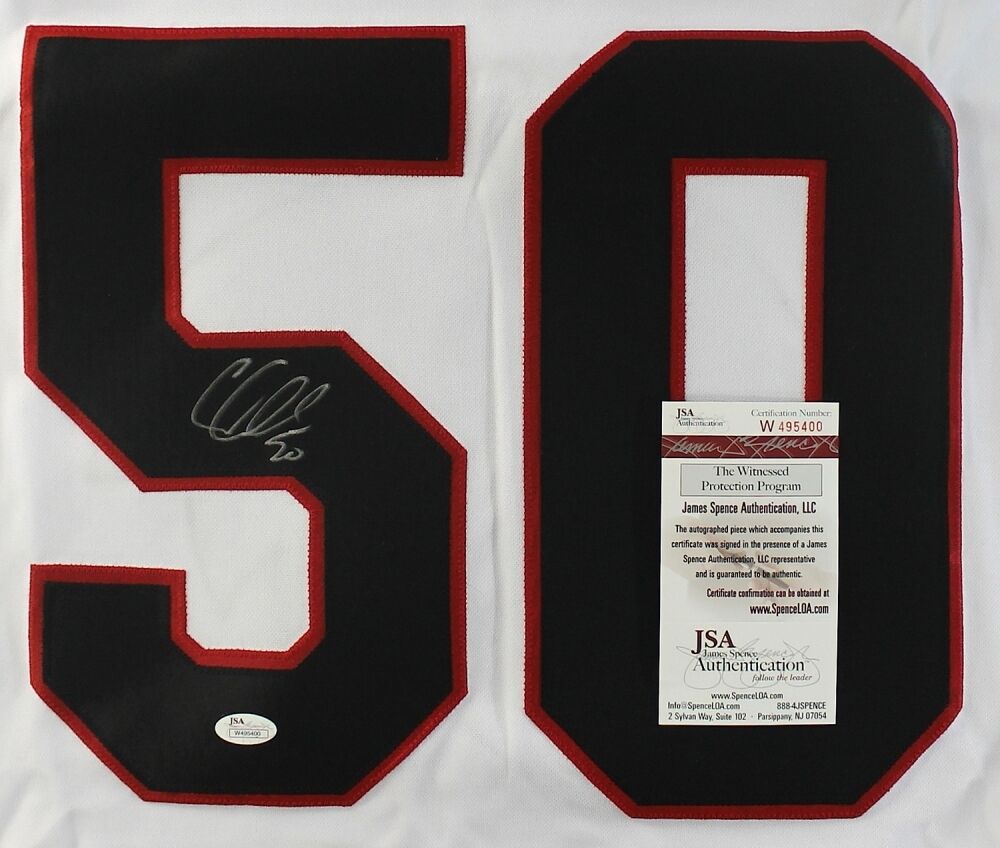 50
50
JSA
Authentication
Certification Number:
W 495400
The Witnessed
Protection Program
James Spence Authentication, LLC
The autographed piece which accompanies this
certificate was signed in the presence of a James
Spence Authentication, LLC representative
and is guaranteed to be authentic.
Certificate confirmation can be obtained at
www.SpenceLOA.com
JSA
James Spence
Authentication
follow the leader
www.SpenceLOA.com
Info@SpenceLOA.com 888-4JSPENCE
2 Sylvan Way, Suite 102 · Parsippany, NJ 07054
JSA
W495400